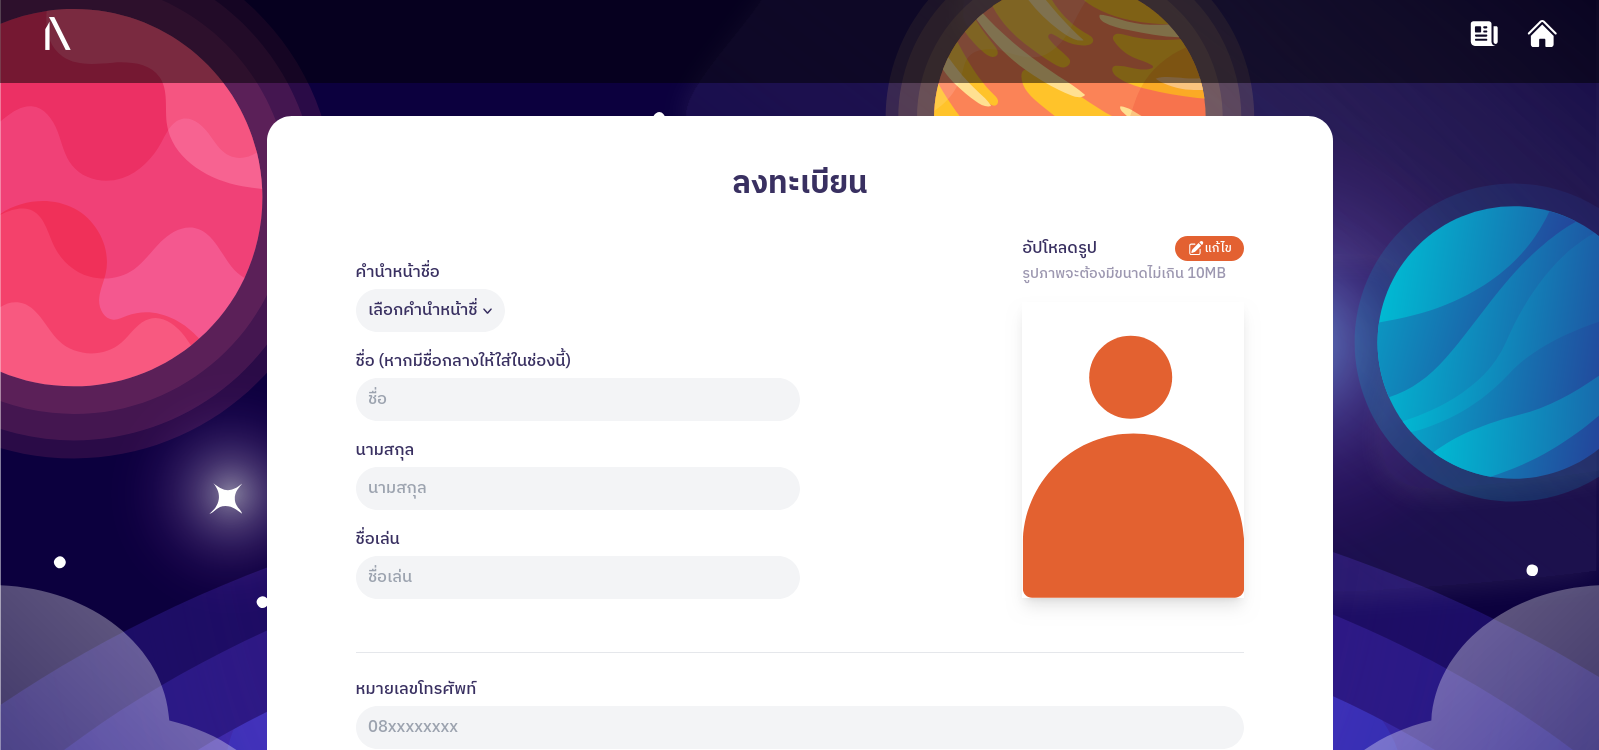 ลงทะเบียน
อัปโหลดรูป
แก้ไข
รูปภาพจะต้องมีขนาดไม่เกิน 10MB
คำนำหน้าชื่อ
เลือกคำนำหน้าชื่
ชื่อ (หากมีชื่อกลางให้ใส่ในช่องนี้)
ชื่อ
นามสกุล
นามสกุล
ชื่อเล่น
ชื่อเล่น
หมายเลขโทรศัพท์
08xxxxxxxx